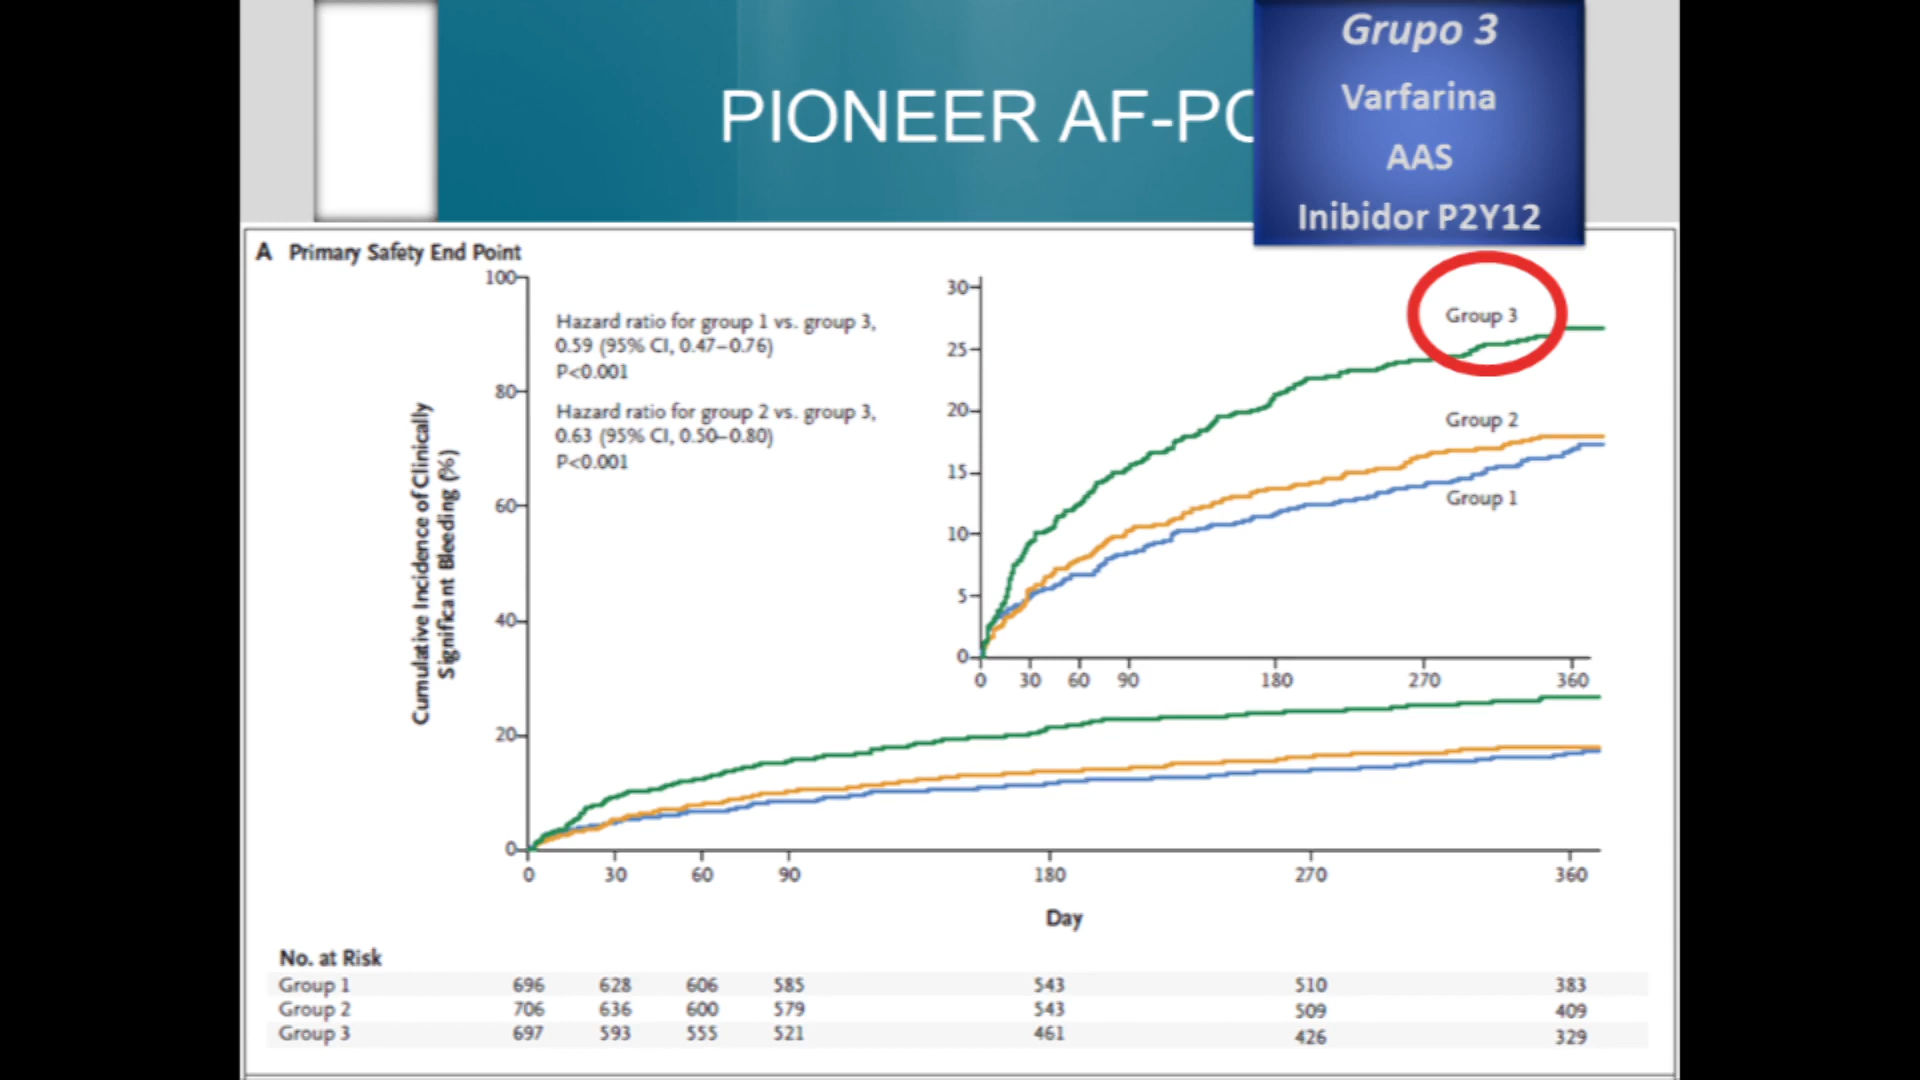 PIONEER AF-PC
Grupo 3
Varfarina
AAS
Inibidor P2Y12
A Primary Safety End Point
Cumulative Incidence of Clinically
Significant Bleeding (%)
100
80
60
40
20
0
Hazard ratio for group 1 vs. group 3,
0.59 (95% CI, 0.47–0.76)
P<0.001
Hazard ratio for group 2 vs. group 3,
0.63 (95% CI, 0.50–0.80)
P<0.001
30
25
20
15
10
5
0
Group 3
Group 2
Group 1
0 30 60 90 180 270 360
0 30 60 90 180 270 360
Day
No. at Risk
Group 1 696 628 606 585 543 510 383
Group 2 706 636 600 579 543 509 409
Group 3 697 593 555 521 461 426 329